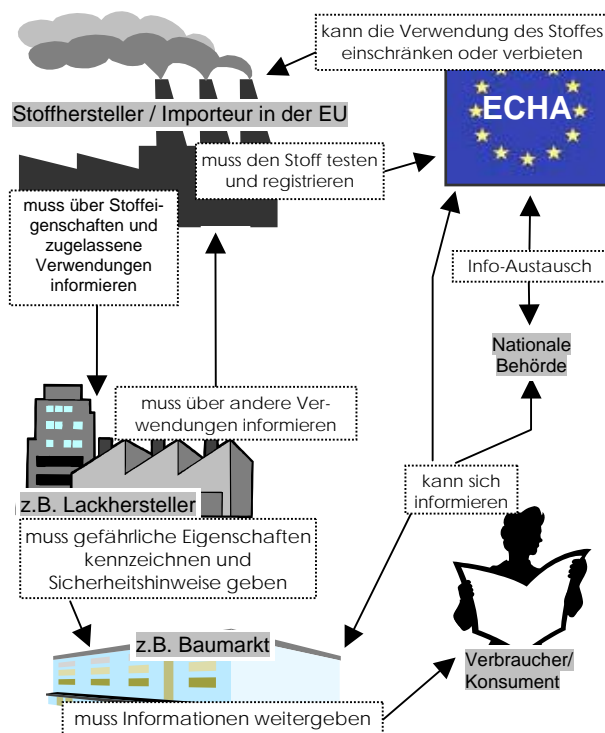 kann die Verwendung des Stoffes
einschränken oder verbieten
Stoffhersteller / Importeur in der EU
ECHA
muss den Stoff testen
und registrieren
muss über Stoffei-
genschaften und
zugelassene
Verwendungen
informieren
Info-Austausch
Nationale
Behörde
muss über andere Ver-
wendungen informieren
kann sich
informieren
z.B. Lackhersteller
muss gefährliche Eigenschaften
kennzeichnen und
Sicherheitshinweise geben
z.B. Baumarkt
Verbraucher/
Konsument
muss Informationen weitergeben